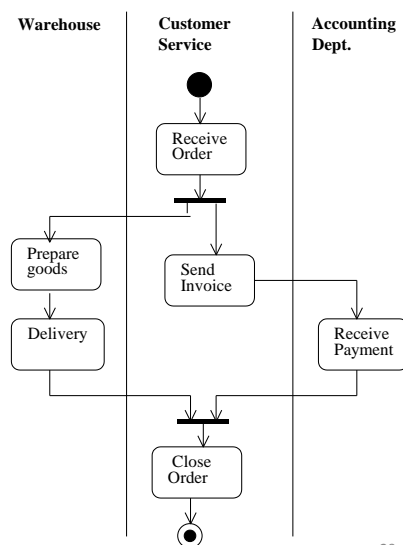 Warehouse
Customer
Service
Accounting
Dept.
Receive
Order
Prepare
goods
Send
Invoice
Delivery
Receive
Payment
Close
Order